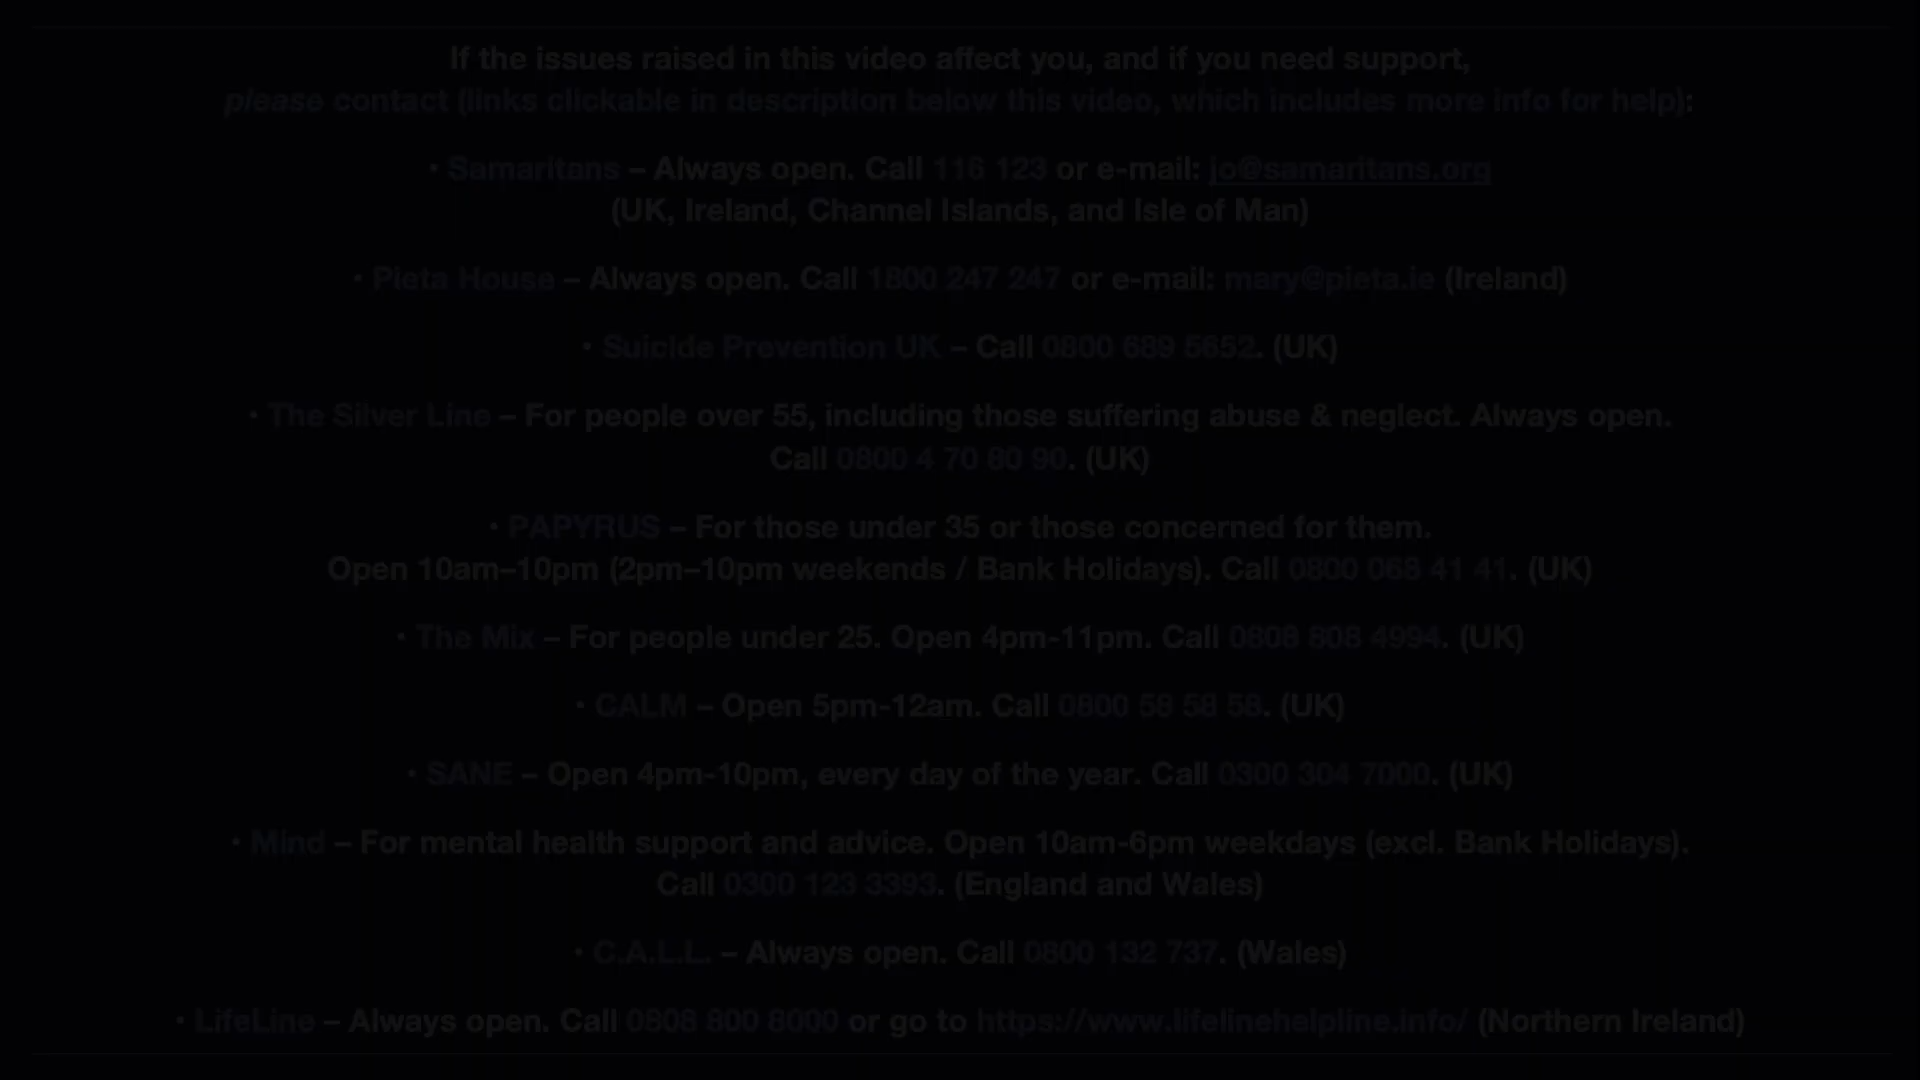 If the issues raised in this video affect you, and if you need support,
please contact (links clickable in description below this video, which includes more info for help):
• Samaritans – Always open. Call 116 123 or e-mail: jo@samaritans.org
(UK, Ireland, Channel Islands, and Isle of Man)
• Pieta House – Always open. Call 1800 247 247 or e-mail: mary@pieta.ie (Ireland)
• Suicide Prevention UK – Call 0800 689 5652. (UK)
• The Silver Line – For people over 55, including those suffering abuse & neglect. Always open.
Call 0800 4 70 80 90. (UK)
• PAPYRUS – For those under 35 or those concerned for them.
Open 10am–10pm (2pm–10pm weekends / Bank Holidays). Call 0800 068 41 41. (UK)
• The Mix – For people under 25. Open 4pm-11pm. Call 0808 808 4994. (UK)
• CALM – Open 5pm-12am. Call 0800 58 58 58. (UK)
• SANE – Open 4pm-10pm, every day of the year. Call 0300 304 7000. (UK)
• Mind – For mental health support and advice. Open 10am-6pm weekdays (excl. Bank Holidays).
Call 0300 123 3393. (England and Wales)
• C.A.L.L. – Always open. Call 0800 132 737. (Wales)
• LifeLine – Always open. Call 0808 800 8000 or go to https://www.lifelinehelpline.info/ (Northern Ireland)